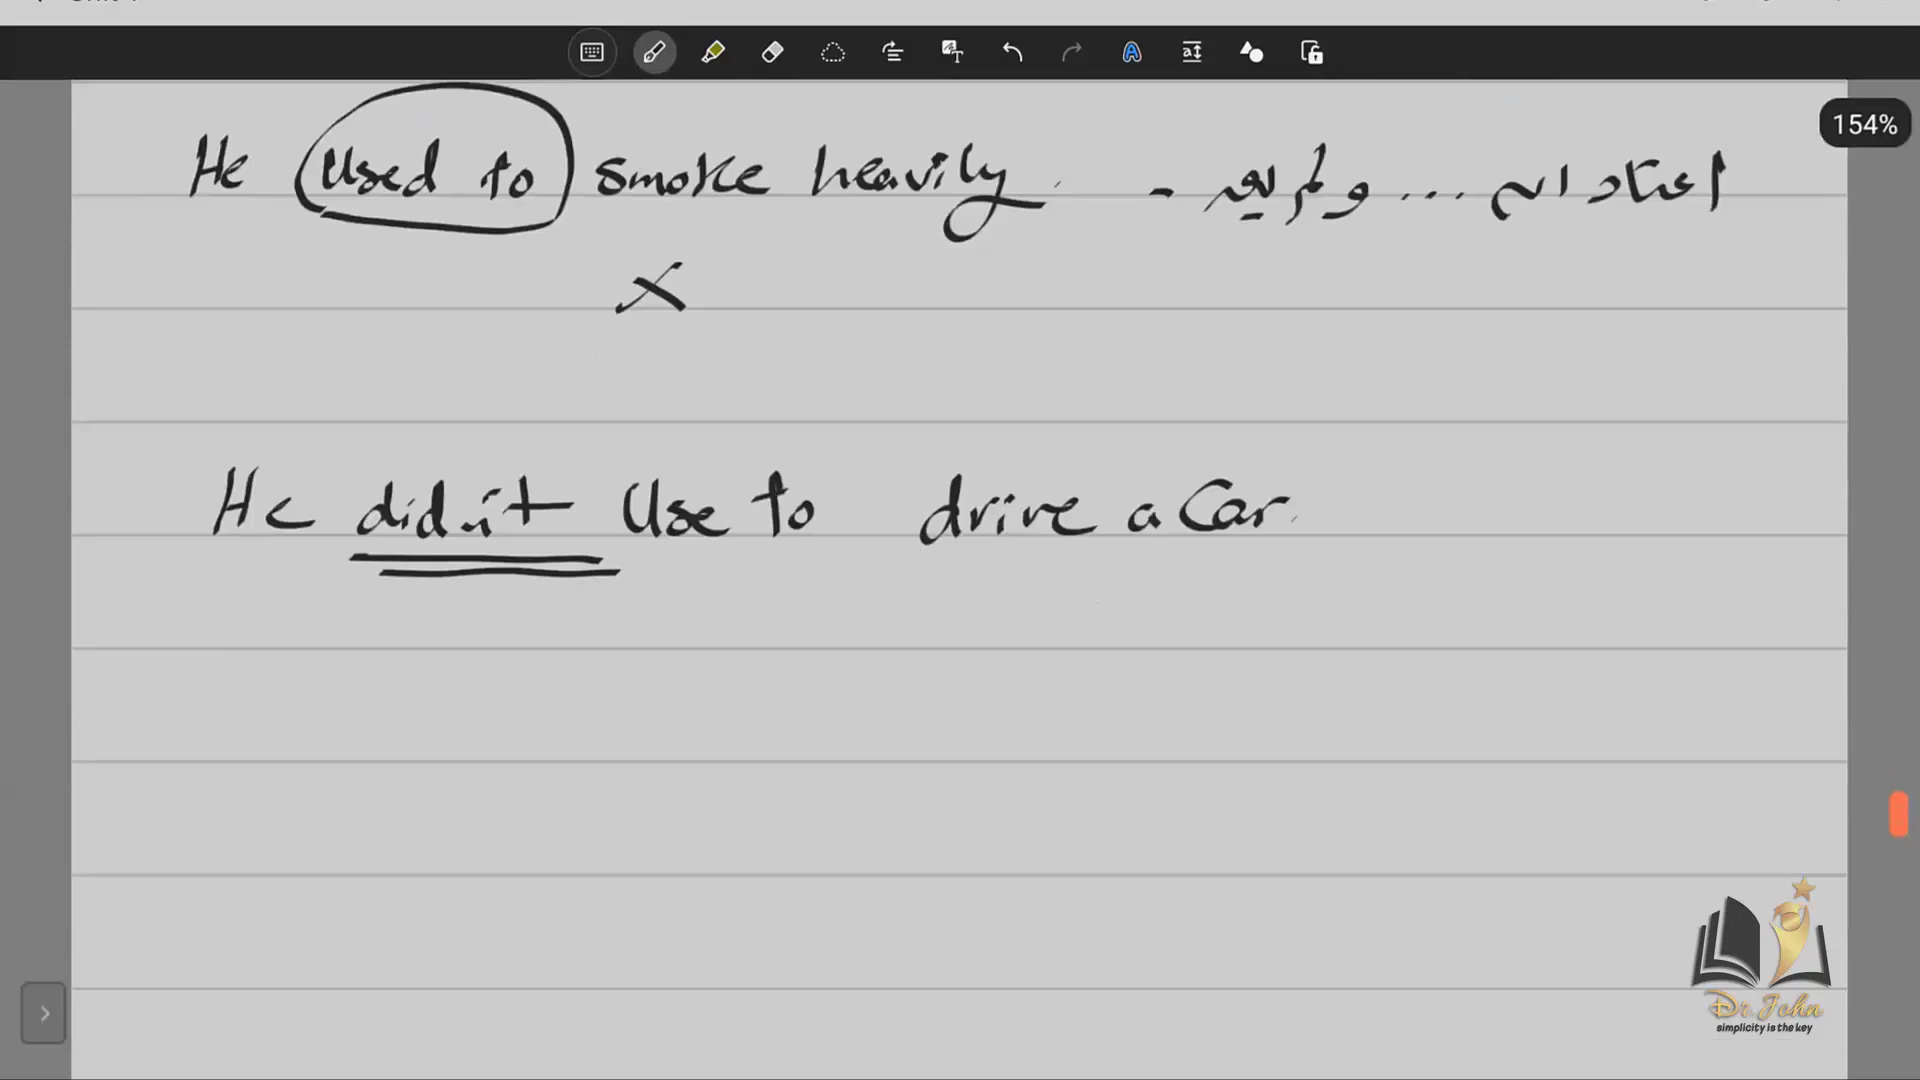 154%
He used to smoke heavily. - اعتاد ان ... ولم يعد
X
He didn't use to drive a car.
Dr. John
simplicity is the key